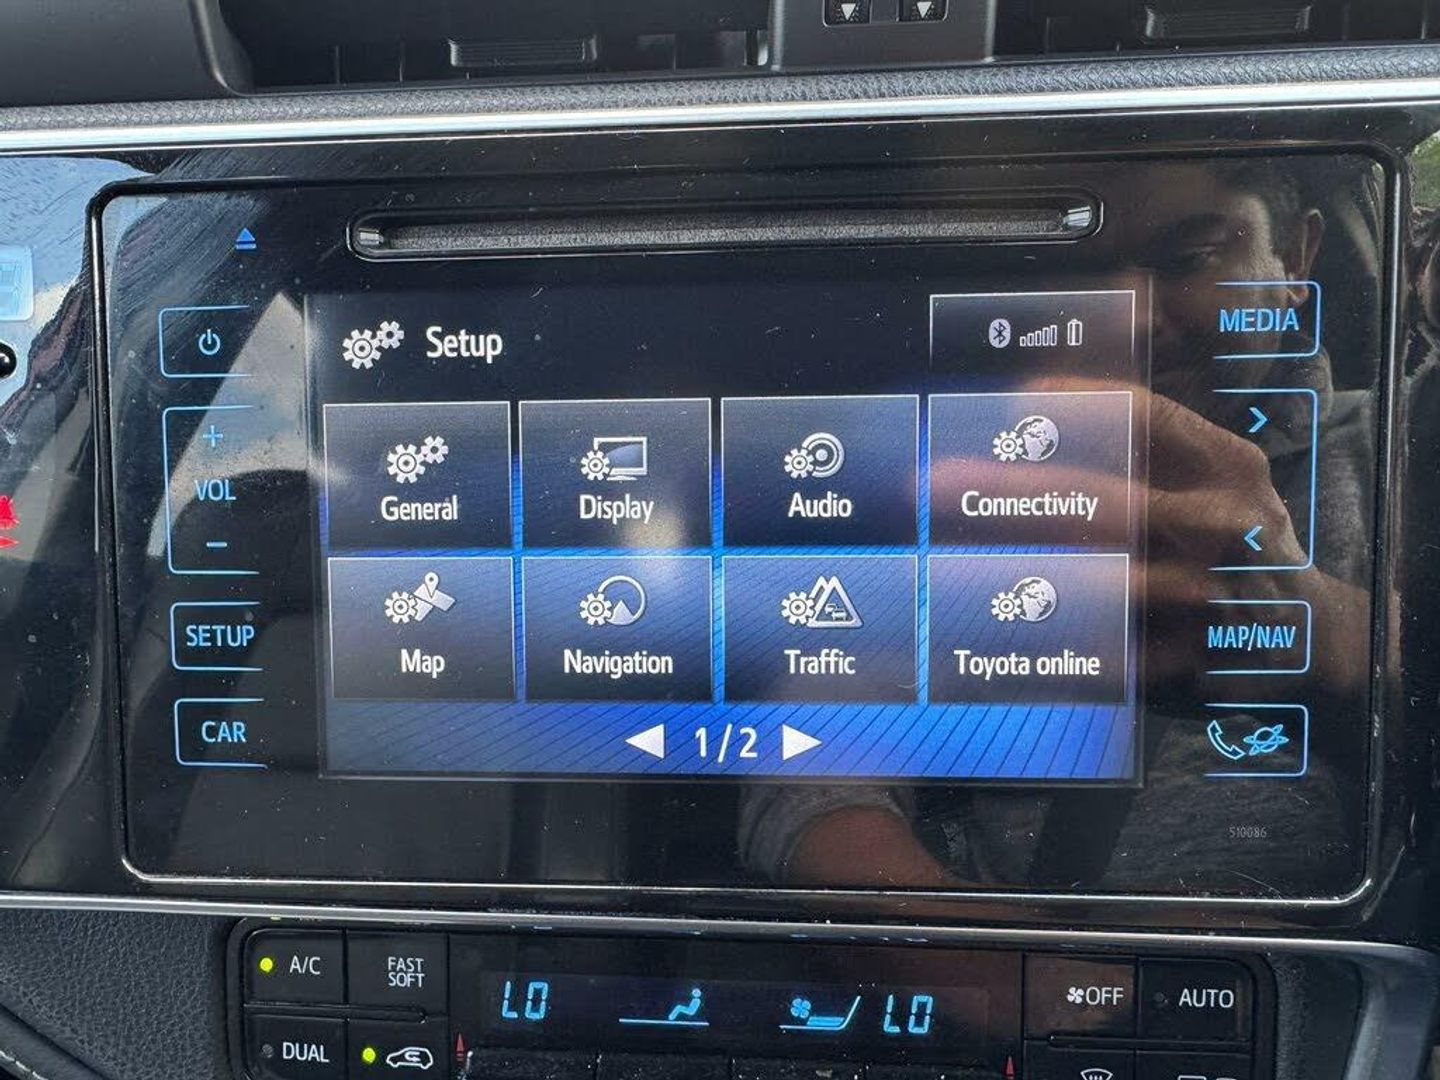 Setup
MEDIA
General Display Audio Connectivity
+
VOL
-
SETUP
Map Navigation Traffic Toyota online
MAP/NAV
CAR
1/2
510086
A/C FAST SOFT LO LO OFF AUTO
DUAL